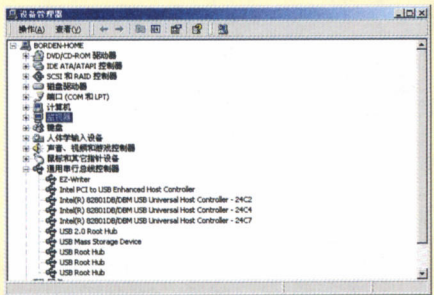 设备管理器
操作(A) 查看(V)
BORDEN-HOME
DVD/CD-ROM 驱动器
IDE ATA/ATAPI 控制器
SCSI 和 RAID 控制器
磁盘驱动器
端口 (COM 和 LPT)
计算机
监视器
键盘
人体学输入设备
声音、视频和游戏控制器
鼠标和其它指针设备
通用串行总线控制器
EZ-Writer
Intel PCI to USB Enhanced Host Controller
Intel(R) 82801DB/DBM USB Universal Host Controller - 24C2
Intel(R) 82801DB/DBM USB Universal Host Controller - 24C4
Intel(R) 82801DB/DBM USB Universal Host Controller - 24C7
USB 2.0 Root Hub
USB Mass Storage Device
USB Root Hub
USB Root Hub
USB Root Hub